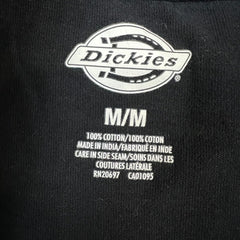 Dickies
M/M
100% COTTON/100% COTON
MADE IN INDIA/FABRIQUÉ EN INDE
CARE IN SIDE SEAM/SOIN DANS LES
COUTURES LATÉRALE
RN20697 CA01095